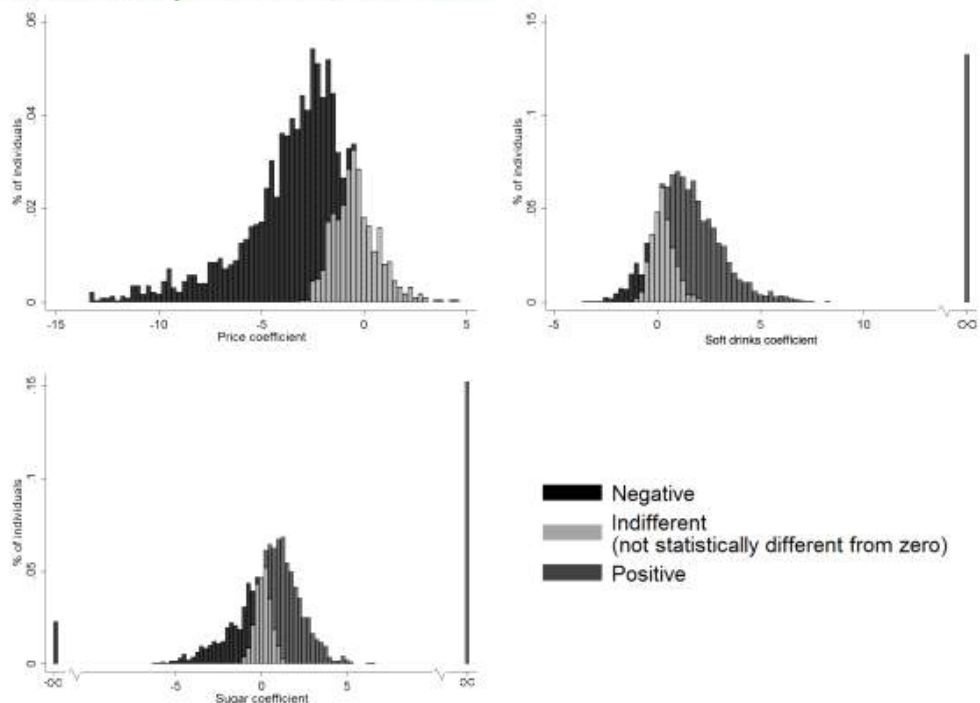 .06
.04
.02
0
% of individuals
-15
-10
-5
0
5
Price coefficient
.15
.1
.05
0
% of individuals
-5
0
5
10
∞
Soft drinks coefficient
.15
.1
.05
0
% of individuals
-∞
-5
0
5
∞
Sugar coefficient
Negative
Indifferent
(not statistically different from zero)
Positive